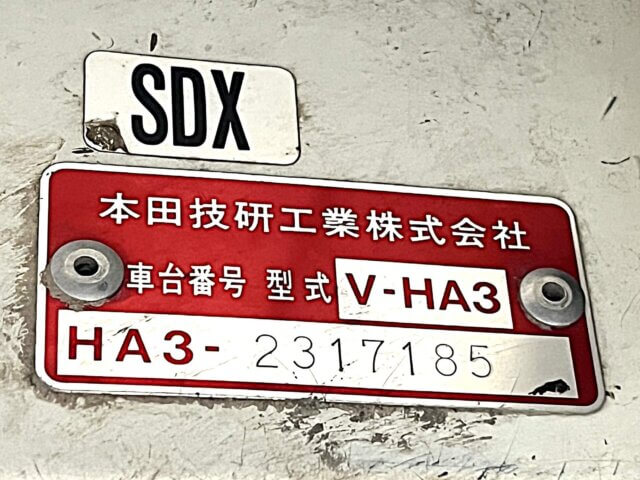 SDX
本田技研工業株式会社
車台番号 型式 V-HA3
HA3- 2317185